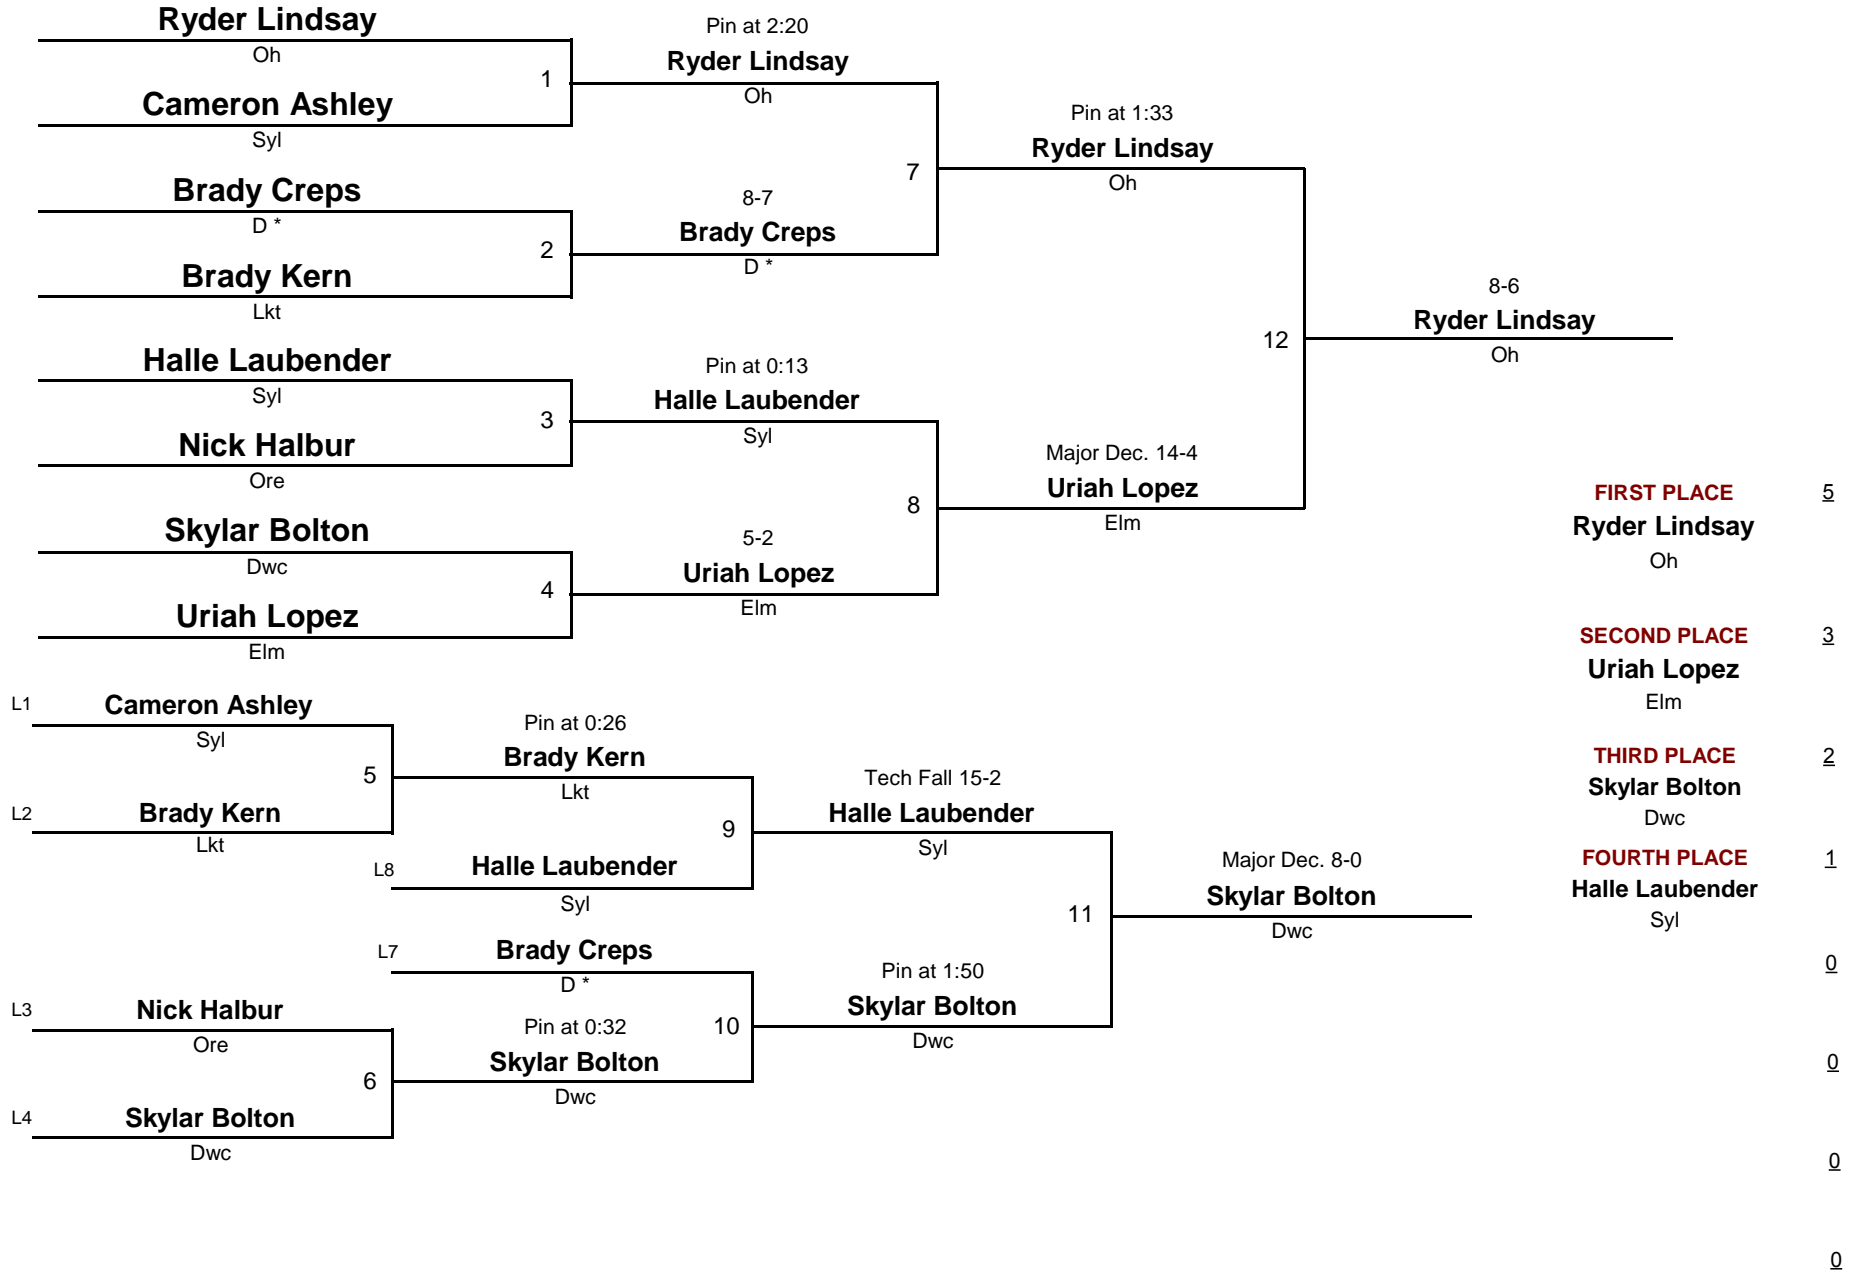 Ryder Lindsay
Oh
1
Cameron Ashley
Syl
Brady Creps
D *
2
Brady Kern
Lkt
Halle Laubender
Syl
3
Nick Halbur
Ore
Skylar Bolton
Dwc
4
Uriah Lopez
Elm
Pin at 2:20
Ryder Lindsay
Oh
7
8-7
Brady Creps
D *
Pin at 0:13
Halle Laubender
Syl
8
5-2
Uriah Lopez
Elm
Pin at 1:33
Ryder Lindsay
Oh
12
Major Dec. 14-4
Uriah Lopez
Elm
8-6
Ryder Lindsay
Oh
L1
Cameron Ashley
Syl
5
L2
Brady Kern
Lkt
L3
Nick Halbur
Ore
6
L4
Skylar Bolton
Dwc
Pin at 0:26
Brady Kern
Lkt
9
L8
Halle Laubender
Syl
L7
Brady Creps
D *
10
Pin at 0:32
Skylar Bolton
Dwc
Tech Fall 15-2
Halle Laubender
Syl
11
Pin at 1:50
Skylar Bolton
Dwc
Major Dec. 8-0
Skylar Bolton
Dwc
FIRST PLACE 5
Ryder Lindsay
Oh
SECOND PLACE 3
Uriah Lopez
Elm
THIRD PLACE 2
Skylar Bolton
Dwc
FOURTH PLACE 1
Halle Laubender
Syl
0
0
0
0